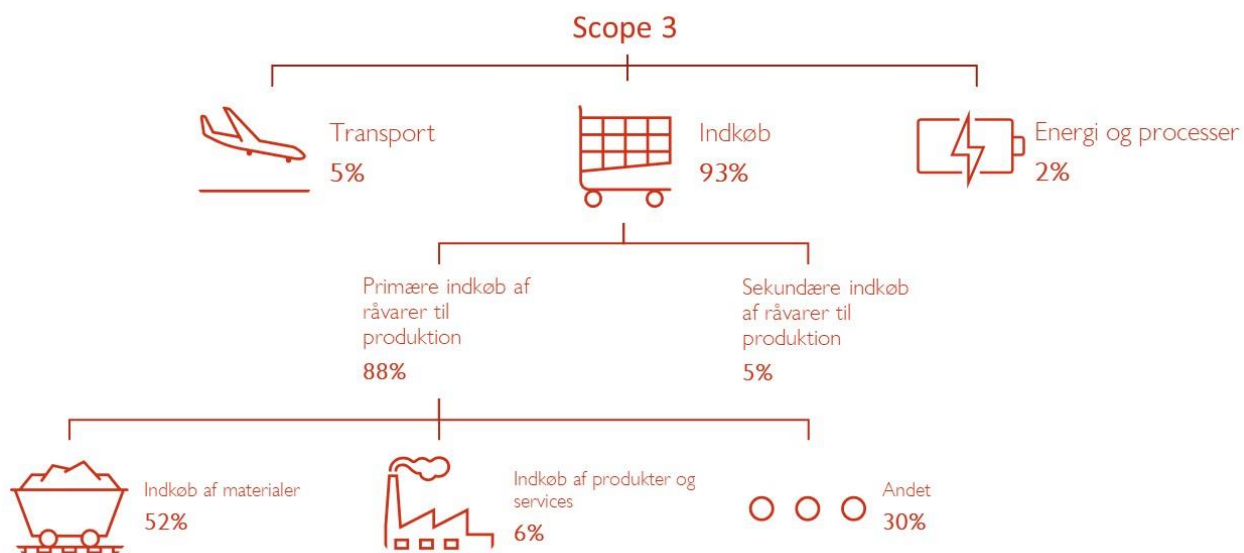 Scope 3
Transport
5%
Indkøb
93%
Energi og processer
2%
Primære indkøb af
råvarer til
produktion
88%
Sekundære indkøb
af råvarer til
produktion
5%
Indkøb af materialer
52%
Indkøb af produkter og
services
6%
Andet
30%